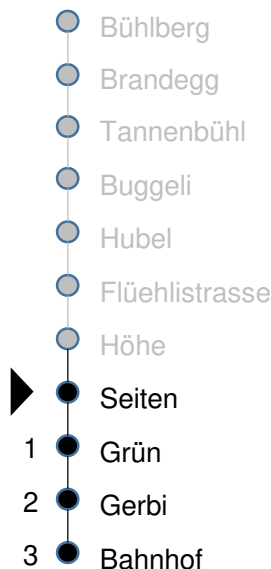 Bühlberg
Brandegg
Tannenbühl
Buggeli
Hubel
Flüehlistrasse
Höhe
Seiten
1 Grün
2 Gerbi
3 Bahnhof